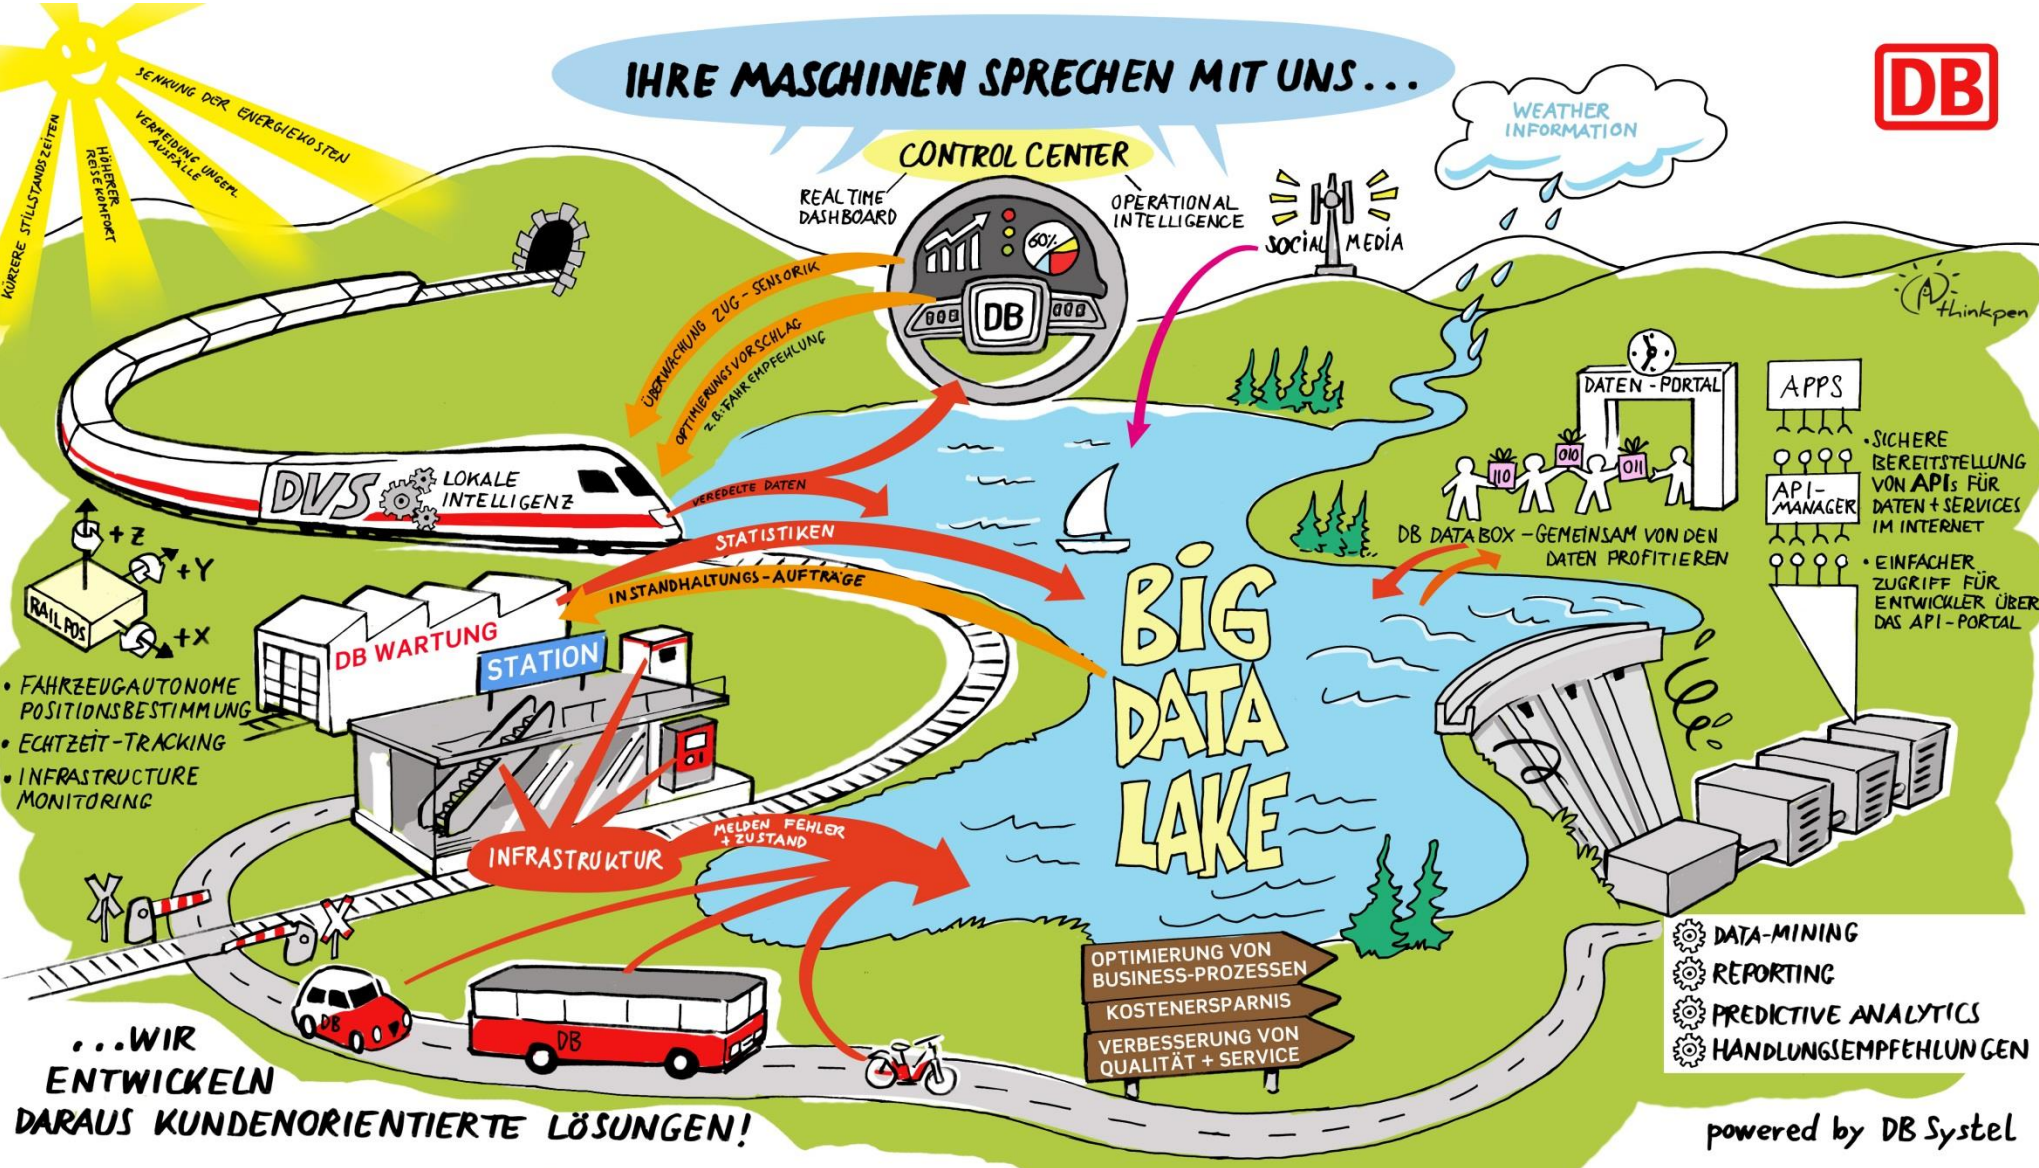 IHRE MASCHINEN SPRECHEN MIT UNS...
DB
SENKUNG DER ENERGIEKOSTEN
VERMEIDUNG UNGEPL.
AUSFÄLLE
HÖHERER
REISEKOMFORT
KÜRZERE STILLSTANDSZEITEN
CONTROL CENTER
REAL TIME
DASHBOARD
OPERATIONAL
INTELLIGENCE
60%
DB
SOCIAL MEDIA
WEATHER
INFORMATION
thinkpen
ÜBERWACHUNG ZUG-SENSORIK
OPTIMIERUNGSVORSCHLAG
Z.B.: FAHREMPFEHLUNG
DVS
LOKALE
INTELLIGENZ
VEREDELTE DATEN
STATISTIKEN
INSTANDHALTUNGS-AUFTRÄGE
DATEN-PORTAL
110
010
011
DB DATABOX - GEMEINSAM VON DEN
DATEN PROFITIEREN
APPS
API-
MANAGER
• SICHERE
BEREITSTELLUNG
VON APIs FÜR
DATEN + SERVICES
IM INTERNET
• EINFACHER
ZUGRIFF FÜR
ENTWICKLER ÜBER
DAS API-PORTAL
+Z
+Y
+X
RAILPOS
• FAHRZEUGAUTONOME
POSITIONSBESTIMMUNG
• ECHTZEIT-TRACKING
• INFRASTRUCTURE
MONITORING
DB WARTUNG
STATION
INFRASTRUKTUR
MELDEN FEHLER
+ ZUSTAND
BIG
DATA
LAKE
OPTIMIERUNG VON
BUSINESS-PROZESSEN
KOSTENERSPARNIS
VERBESSERUNG VON
QUALITÄT + SERVICE
DATA-MINING
REPORTING
PREDICTIVE ANALYTICS
HANDLUNGSEMPFEHLUNGEN
DB
DB
...WIR
ENTWICKELN
DARAUS KUNDENORIENTIERTE LÖSUNGEN!
powered by DB Systel